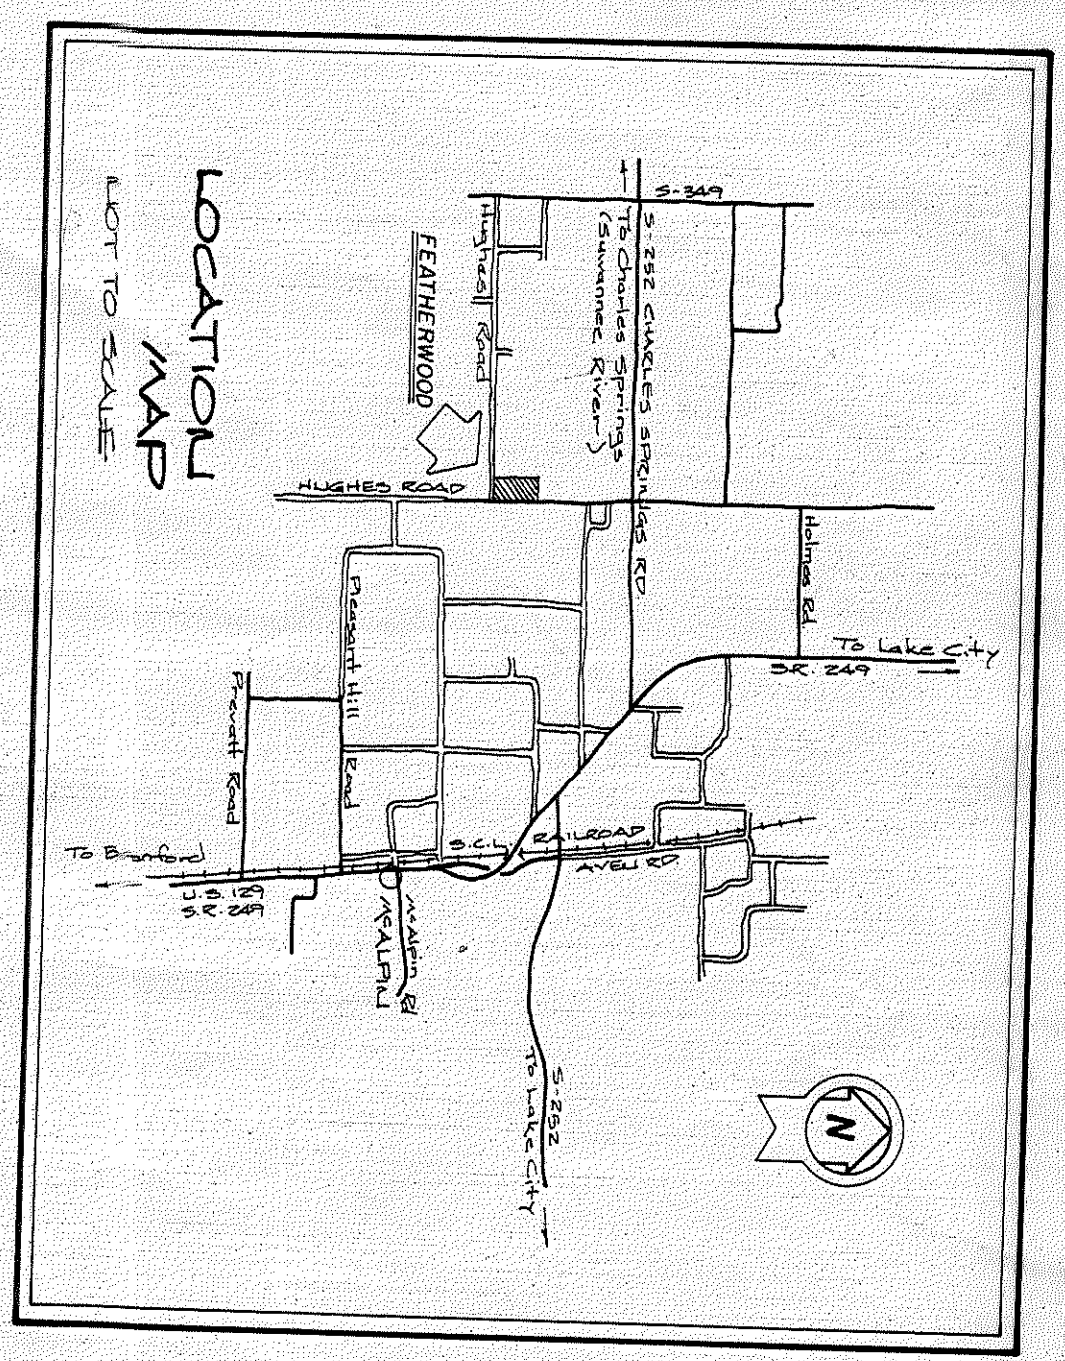 LOCATION
MAP
NOT TO SCALE
S-349
S-252 CHARLES SPRINGS RD
To Charles Springs
(Suwannee River)
Hughes Road
FEATHERWOOD
HUGHES ROAD
Holmes Rd
To Lake City
S.R. 249
Pleasant Hill Road
Prevatt Road
To Branford
U.S. 129
S.R. 249
S.C.L. RAILROAD
AVEU RD
McAlpin Rd
McALPIN
S-252
To Lake City
N